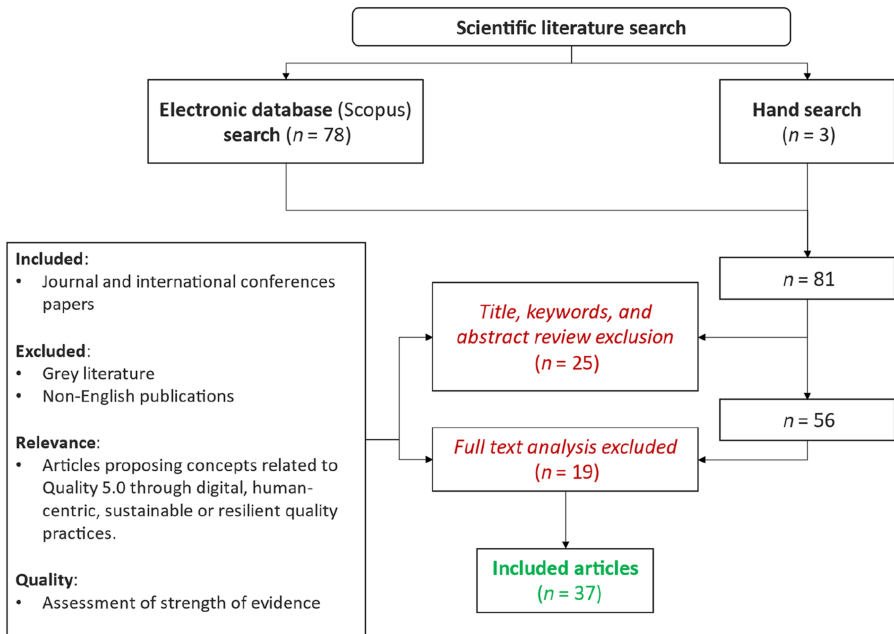 Scientific literature search
Electronic database (Scopus)
search (n = 78)
Hand search
(n = 3)
Included:
• Journal and international conferences
papers
Excluded:
• Grey literature
• Non-English publications
Relevance:
• Articles proposing concepts related to
Quality 5.0 through digital, human-
centric, sustainable or resilient quality
practices.
Quality:
• Assessment of strength of evidence
n = 81
Title, keywords, and
abstract review exclusion
(n = 25)
n = 56
Full text analysis excluded
(n = 19)
Included articles
(n = 37)